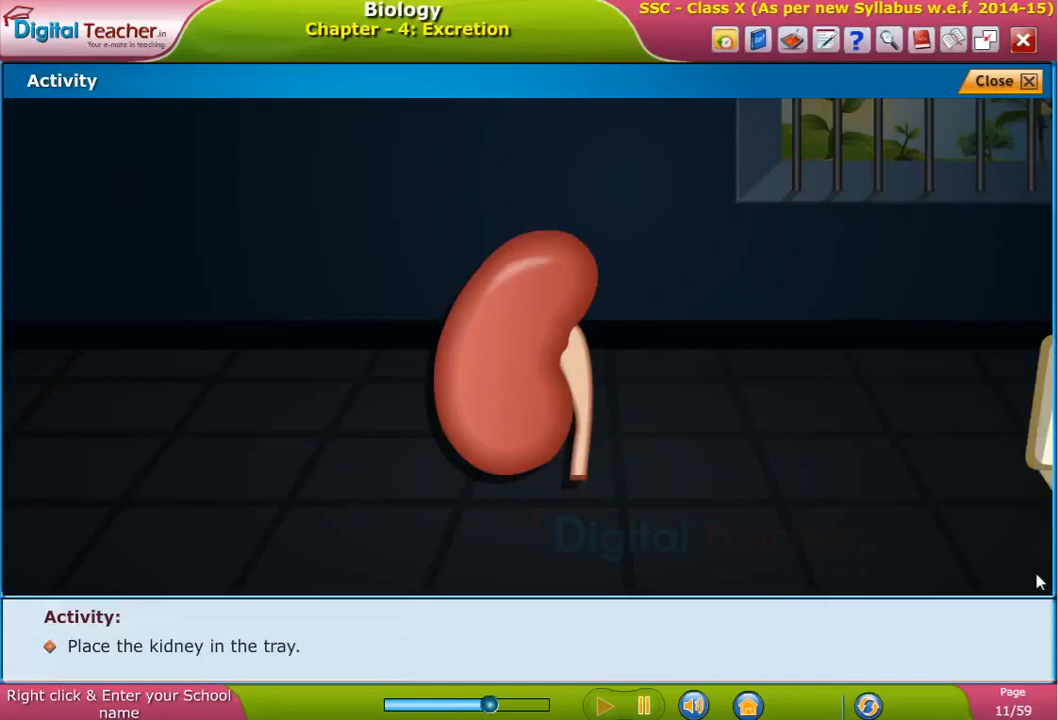 Digital Teacher.in
Your e-mate in teaching
Biology
Chapter - 4: Excretion
SSC - Class X (As per new Syllabus w.e.f. 2014-15)
Activity
Close
Digital Teacher
Activity:
Place the kidney in the tray.
Right click & Enter your School
name
Page
11/59